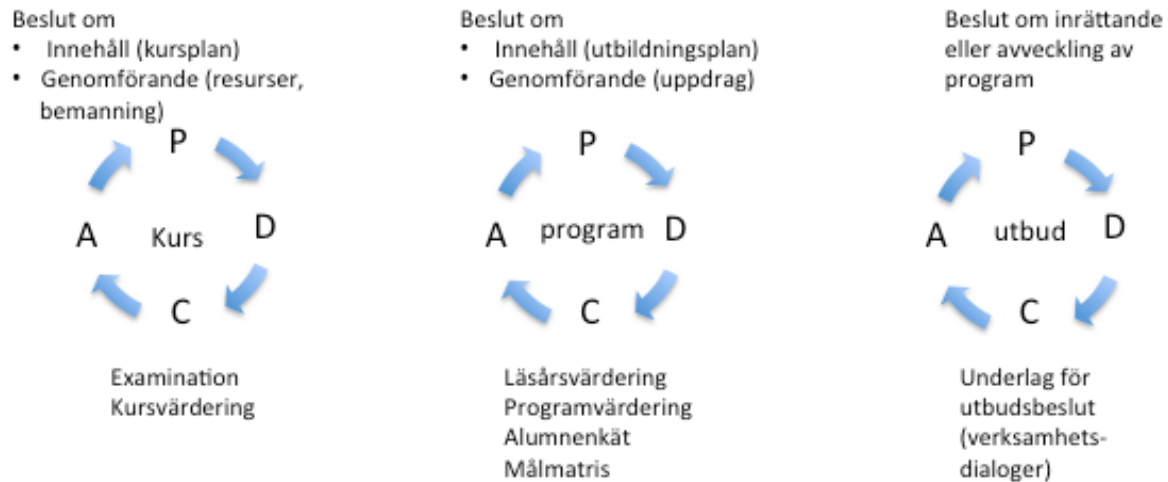 Beslut om
• Innehåll (kursplan)
• Genomförande (resurser,
bemanning)
P
D
Kurs
A
C
Examination
Kursvärdering
Beslut om
• Innehåll (utbildningsplan)
• Genomförande (uppdrag)
P
A
program
D
C
Läsårsvärdering
Programvärdering
Alumnenkät
Målmatris
Beslut om inrättande
eller avveckling av
program
P
A
utbud
D
C
Underlag för
utbudsbeslut
(verksamhets-
dialoger)